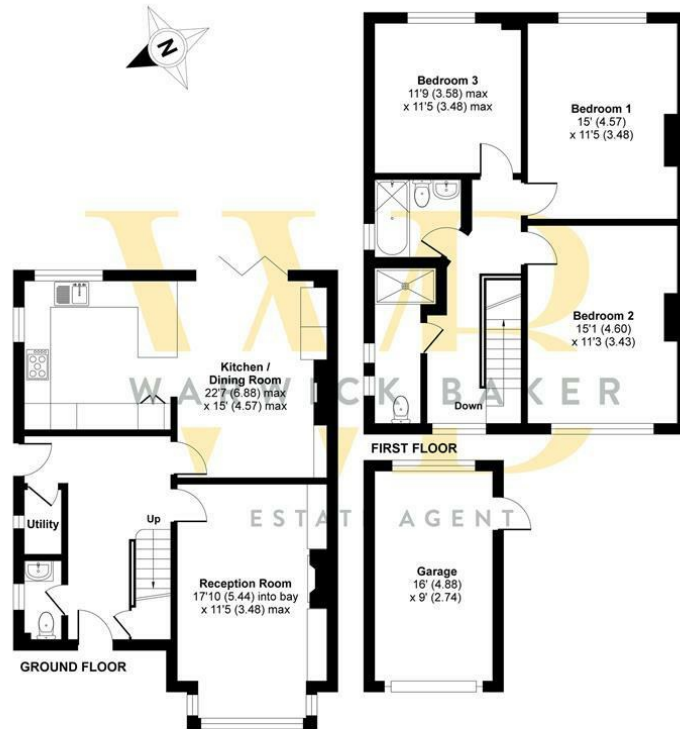 N
Bedroom 3
11'9 (3.58) max
x 11'5 (3.48) max
Bedroom 1
15' (4.57)
x 11'5 (3.48)
Bedroom 2
15'1 (4.60)
x 11'3 (3.43)
Down
FIRST FLOOR
Kitchen /
Dining Room
22'7 (6.88) max
x 15' (4.57) max
WB
WARWICK BAKER
ESTATE AGENT
Utility
Up
Reception Room
17'10 (5.44) into bay
x 11'5 (3.48) max
GROUND FLOOR
Garage
16' (4.88)
x 9' (2.74)